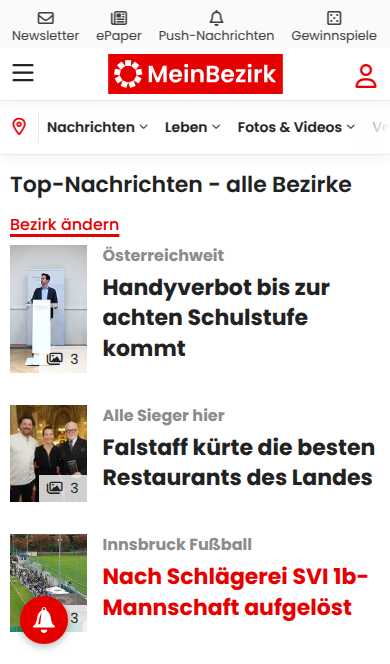 Newsletter
ePaper
Push-Nachrichten
Gewinnspiele
MeinBezirk
Nachrichten
Leben
Fotos & Videos
Top-Nachrichten - alle Bezirke
Bezirk ändern
Österreichweit
Handyverbot bis zur
achten Schulstufe
kommt
3
Alle Sieger hier
Falstaff kürte die besten
Restaurants des Landes
3
Innsbruck Fußball
Nach Schlägerei SVI 1b-
Mannschaft aufgelöst
3